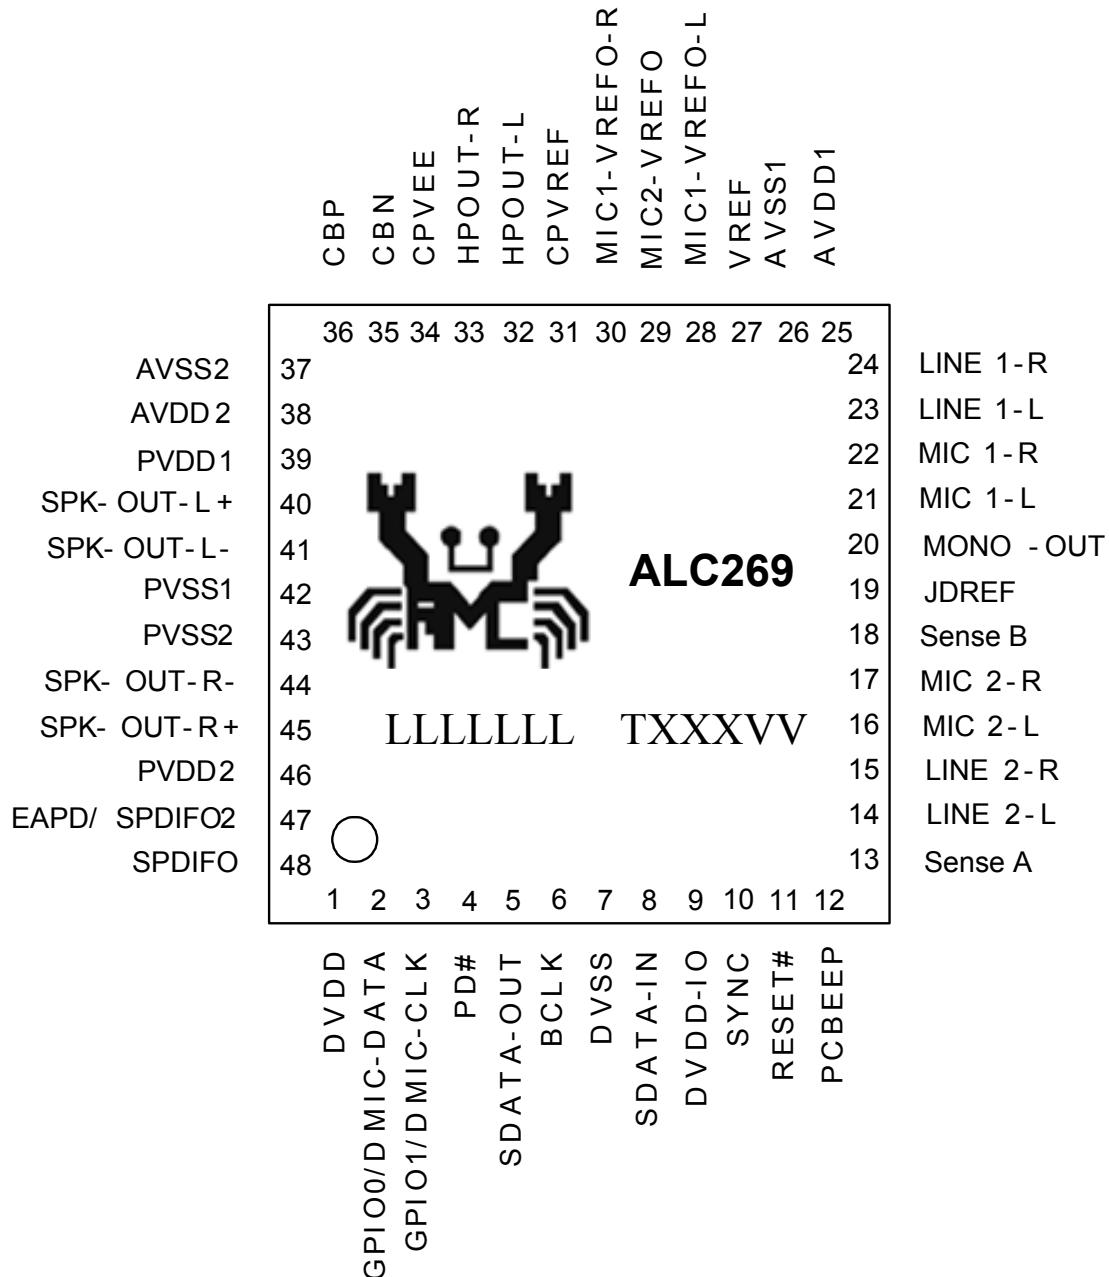 CBP
CBN
CPVEE
HPOUT-R
HPOUT-L
CPVREF
MIC1-VREFO-R
MIC2-VREFO
MIC1-VREFO-L
VREF
AVSS1
AVDD1
36 35 34 33 32 31 30 29 28 27 26 25
AVSS2 37
AVDD2 38
PVDD1 39
SPK-OUT-L+ 40
SPK-OUT-L- 41
PVSS1 42
PVSS2 43
SPK-OUT-R- 44
SPK-OUT-R+ 45
PVDD2 46
EAPD/ SPDIFO2 47
SPDIFO 48
ALC269
LLLLLLL TXXXVV
24 LINE 1-R
23 LINE 1-L
22 MIC 1-R
21 MIC 1-L
20 MONO -OUT
19 JDREF
18 Sense B
17 MIC 2-R
16 MIC 2-L
15 LINE 2-R
14 LINE 2-L
13 Sense A
1 2 3 4 5 6 7 8 9 10 11 12
DVDD
GPIO0/DMIC-DATA
GPIO1/DMIC-CLK
PD#
SDATA-OUT
BCLK
DVSS
SDATA-IN
DVDD-IO
SYNC
RESET#
PCBEEP